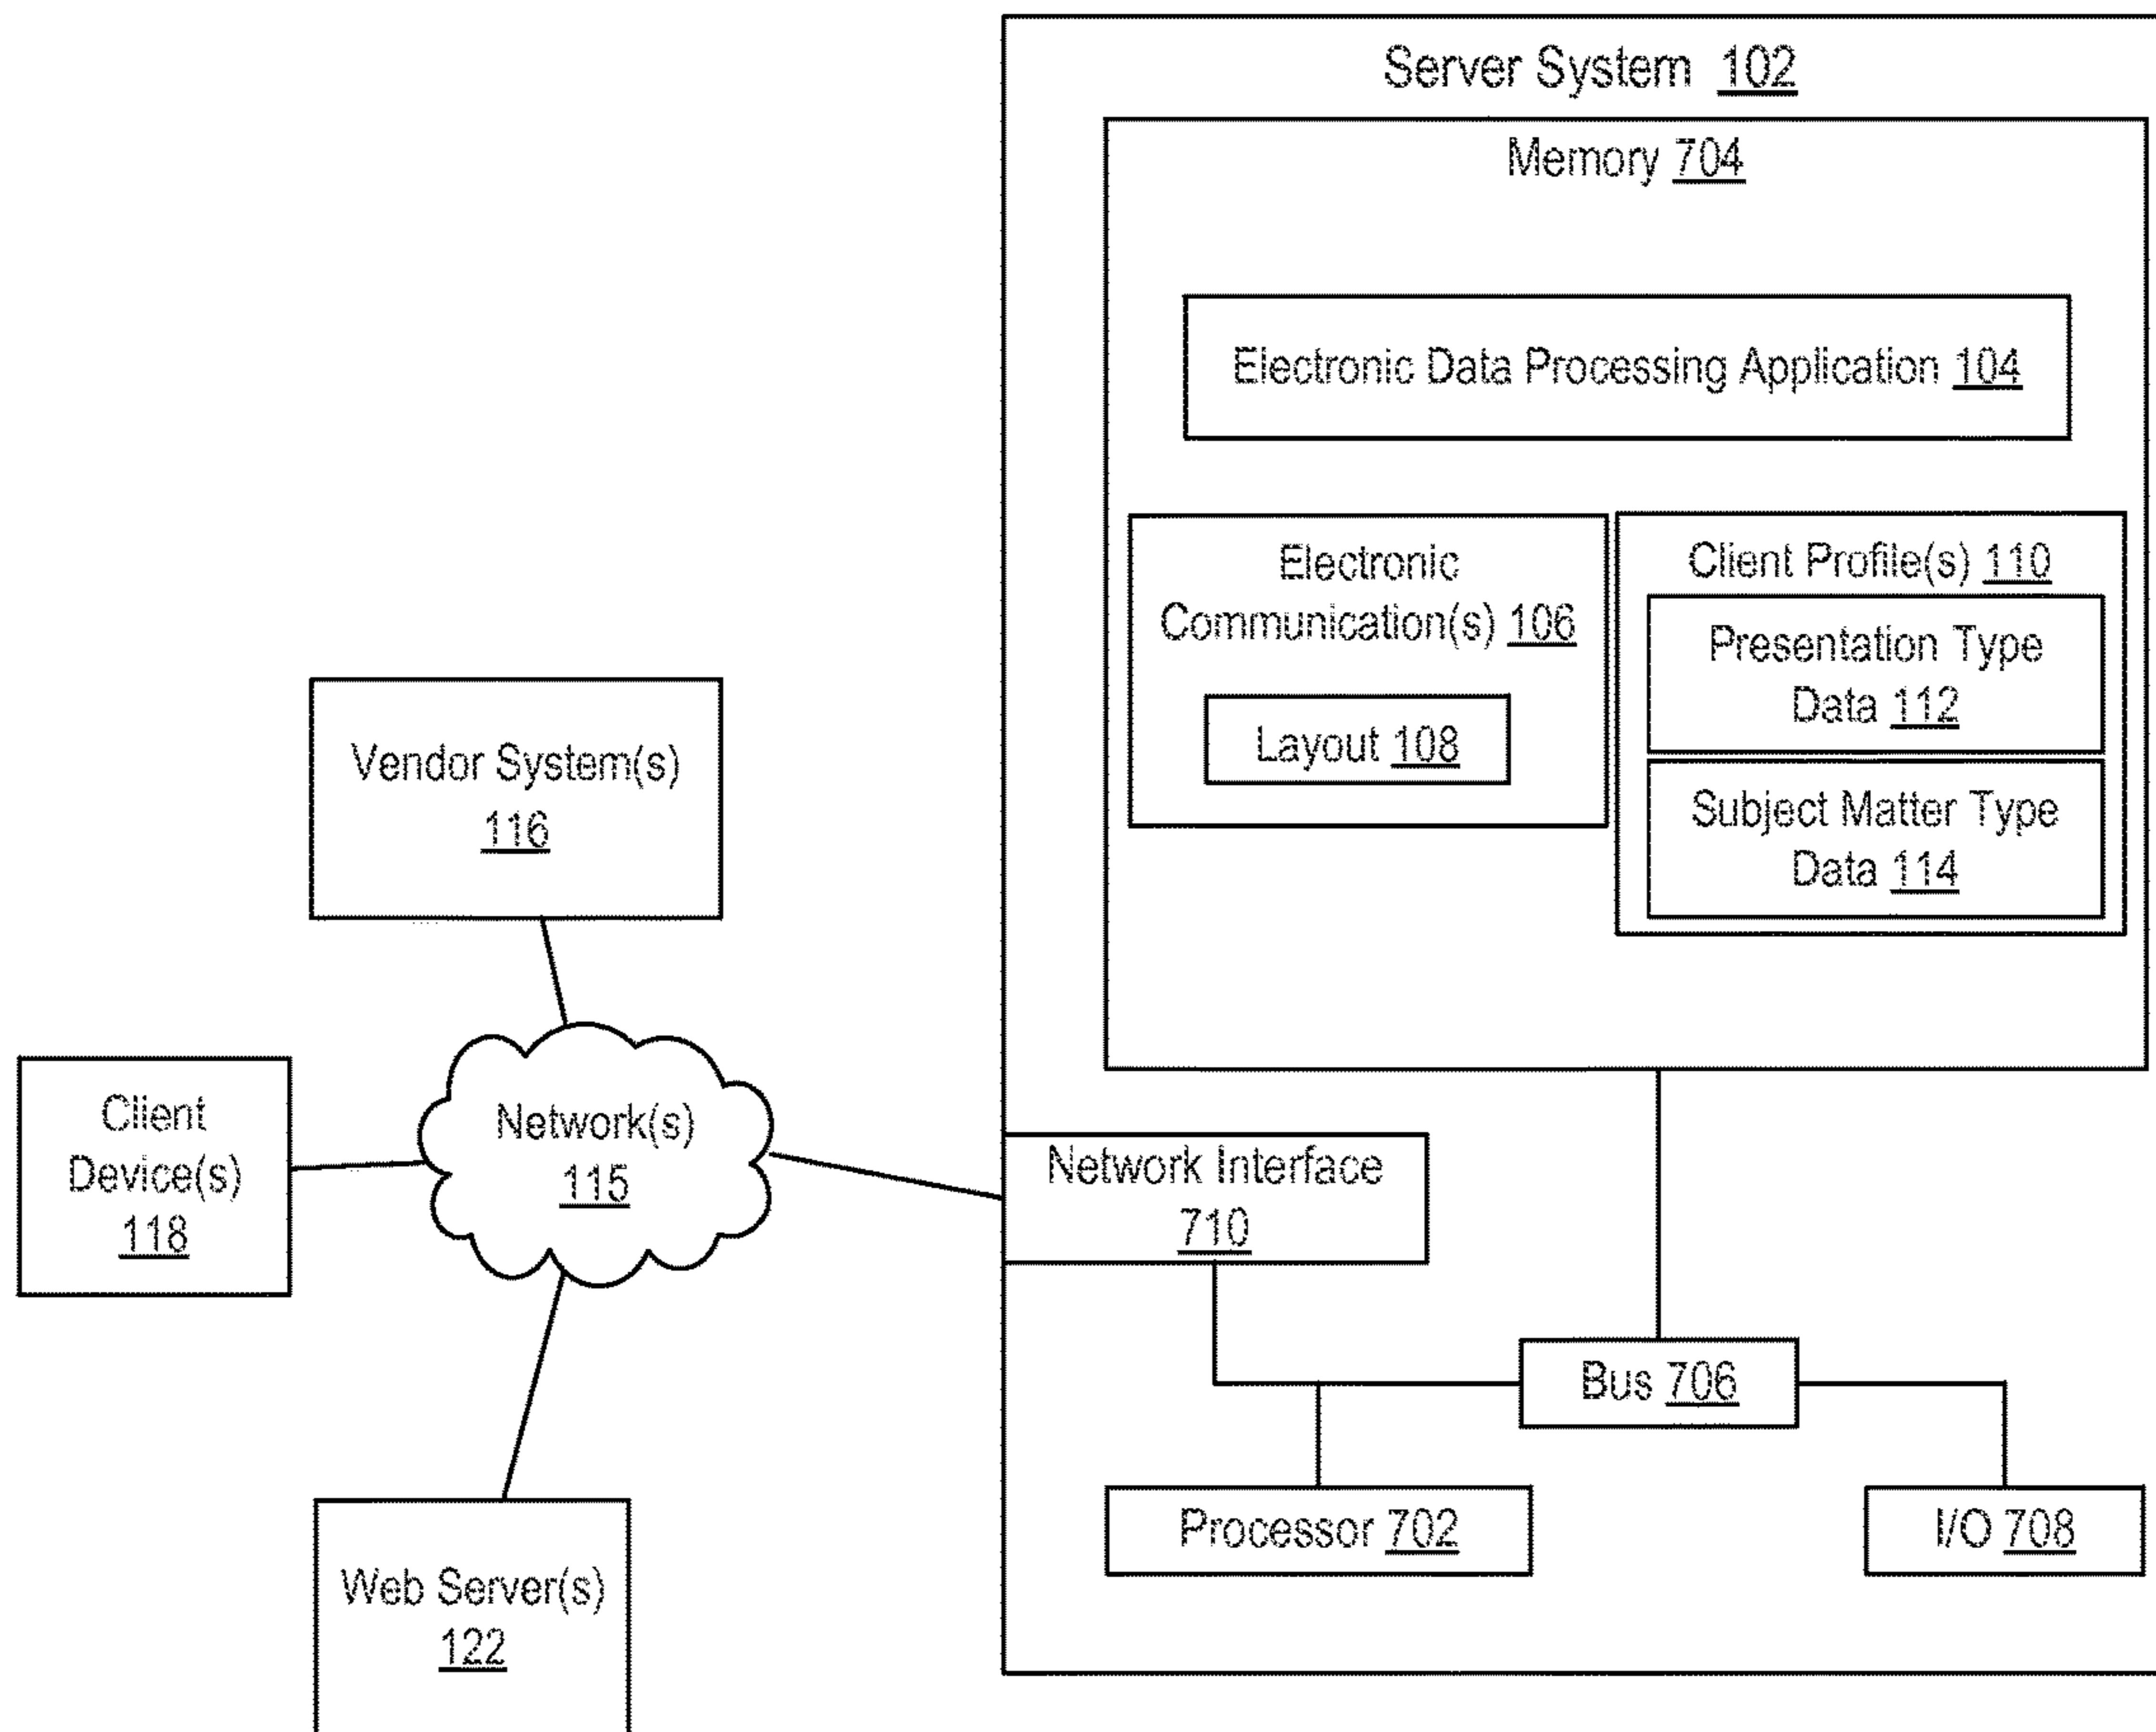 Server System 102
Memory 704
Electronic Data Processing Application 104
Electronic
Communication(s) 106
Layout 108
Client Profile(s) 110
Presentation Type
Data 112
Subject Matter Type
Data 114
Vendor System(s)
116
Client
Device(s)
118
Network(s)
115
Network Interface
710
Bus 706
Processor 702
I/O 708
Web Server(s)
122